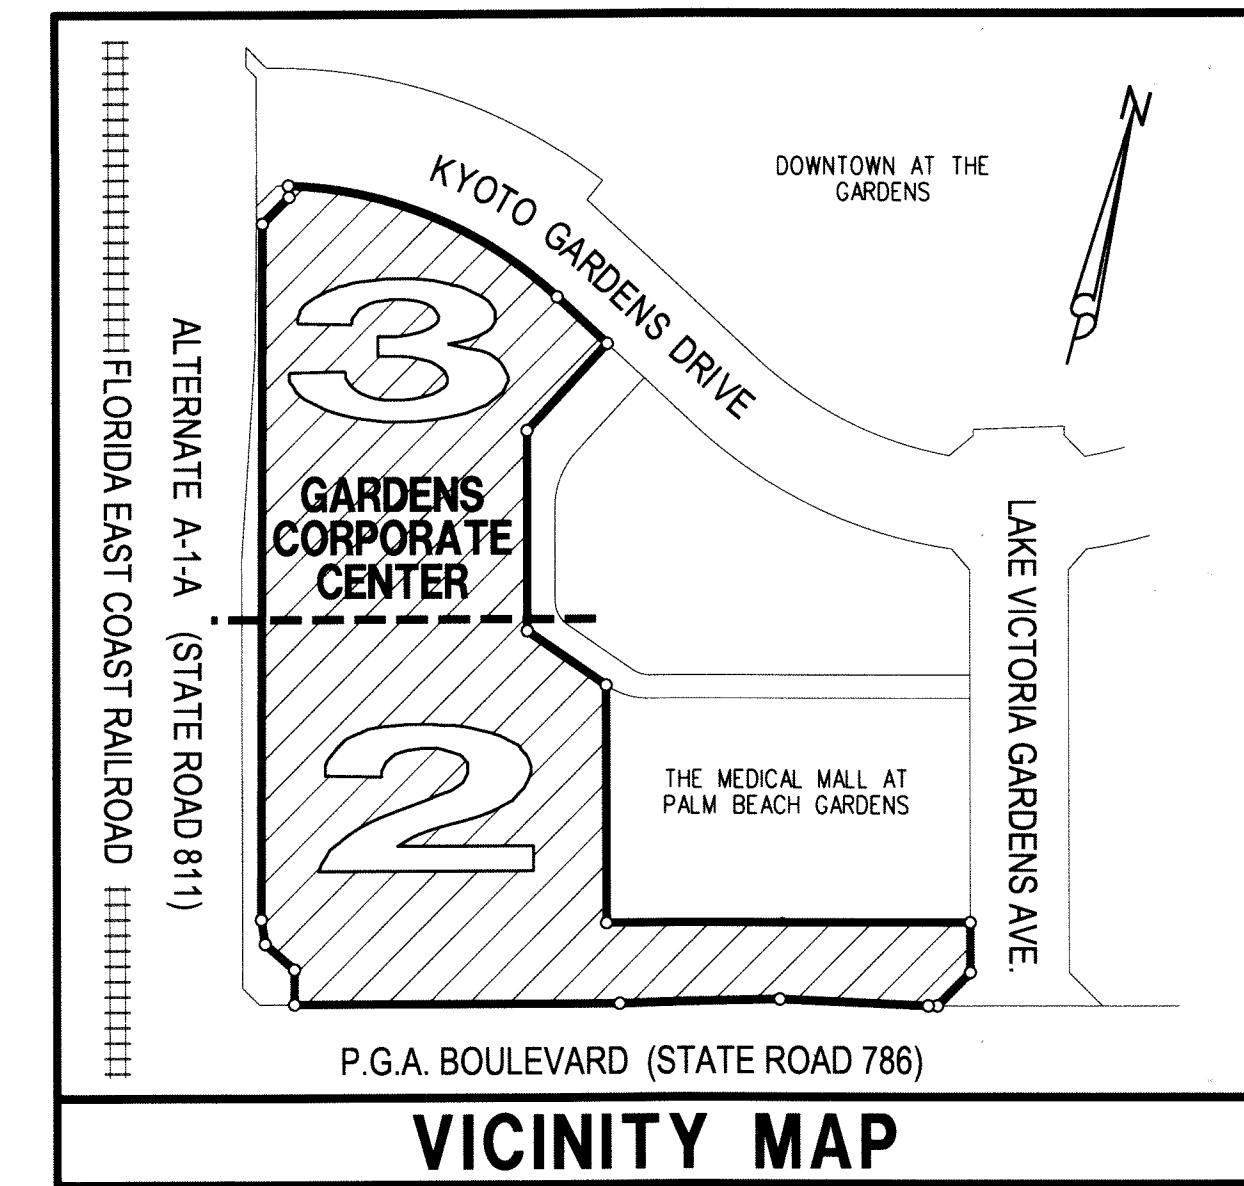 N
DOWNTOWN AT THE
GARDENS
KYOTO GARDENS DRIVE
3
ALTERNATE A-1-A (STATE ROAD 811)
FLORIDA EAST COAST RAILROAD
GARDENS
CORPORATE
CENTER
LAKE VICTORIA GARDENS AVE.
2
THE MEDICAL MALL AT
PALM BEACH GARDENS
P.G.A. BOULEVARD (STATE ROAD 786)
VICINITY MAP